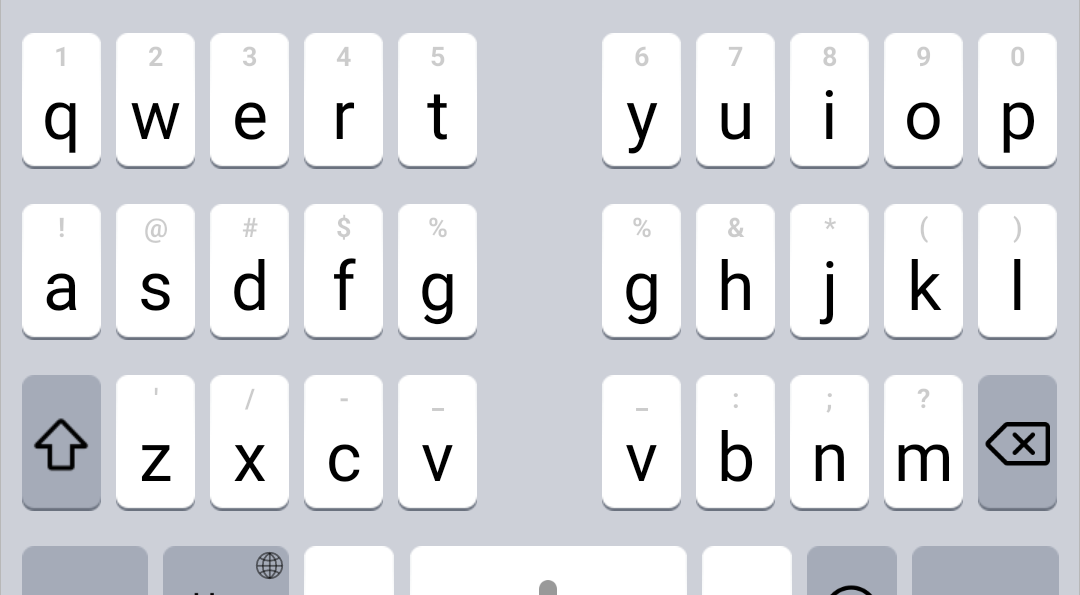 1 2 3 4 5 6 7 8 9 0
q w e r t y u i o p
! @ # $ % % & * ( )
a s d f g g h j k l
' / - _ _ : ; ?
z x c v v b n m